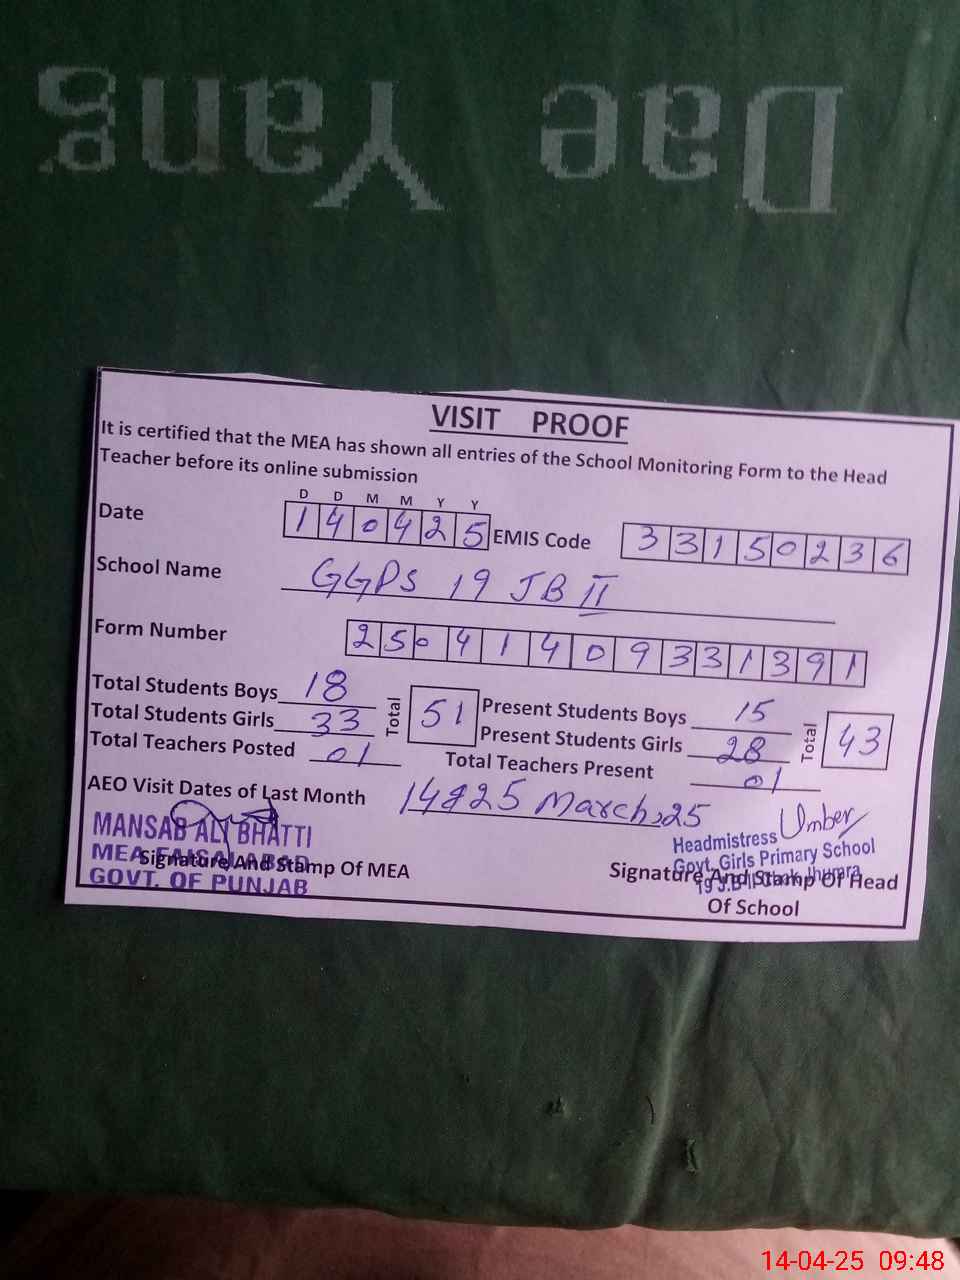 Dae Yang
VISIT PROOF
It is certified that the MEA has shown all entries of the School Monitoring Form to the Head
Teacher before its online submission
D D M M Y Y
Date 1 4 0 4 2 5 EMIS Code 3 3 1 5 0 2 3 6
School Name GGPS 19 JB II
Form Number 2 5 0 4 1 4 0 9 3 3 1 3 9 1
Total Students Boys 18 Total 51 Present Students Boys 15 Total 43
Total Students Girls 33 Present Students Girls 28
Total Teachers Posted 01 Total Teachers Present 01
AEO Visit Dates of Last Month 14&25 March,25
MANSAB ALI BHATTI
MEA FAISALABAD
GOVT. OF PUNJAB
Signature And Stamp Of MEA
Umber
Headmistress
Govt. Girls Primary School
19 J.B II Chak Jhumra
Signature And Stamp Of Head
Of School
14-04-25 09:48